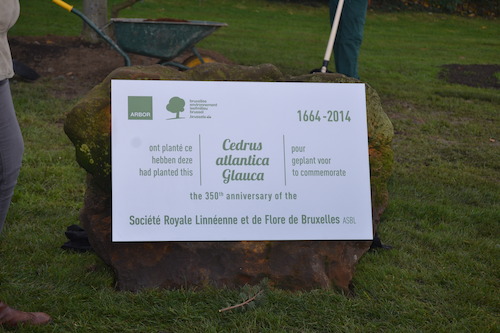 ARBOR
1664-2014
ont planté ce
hebben deze
had planted this
Cedrus
atlantica
Glauca
pour
geplant voor
to commemorate
the 350th anniversary of the
Société Royale Linnéenne et de Flore de Bruxelles ASBL